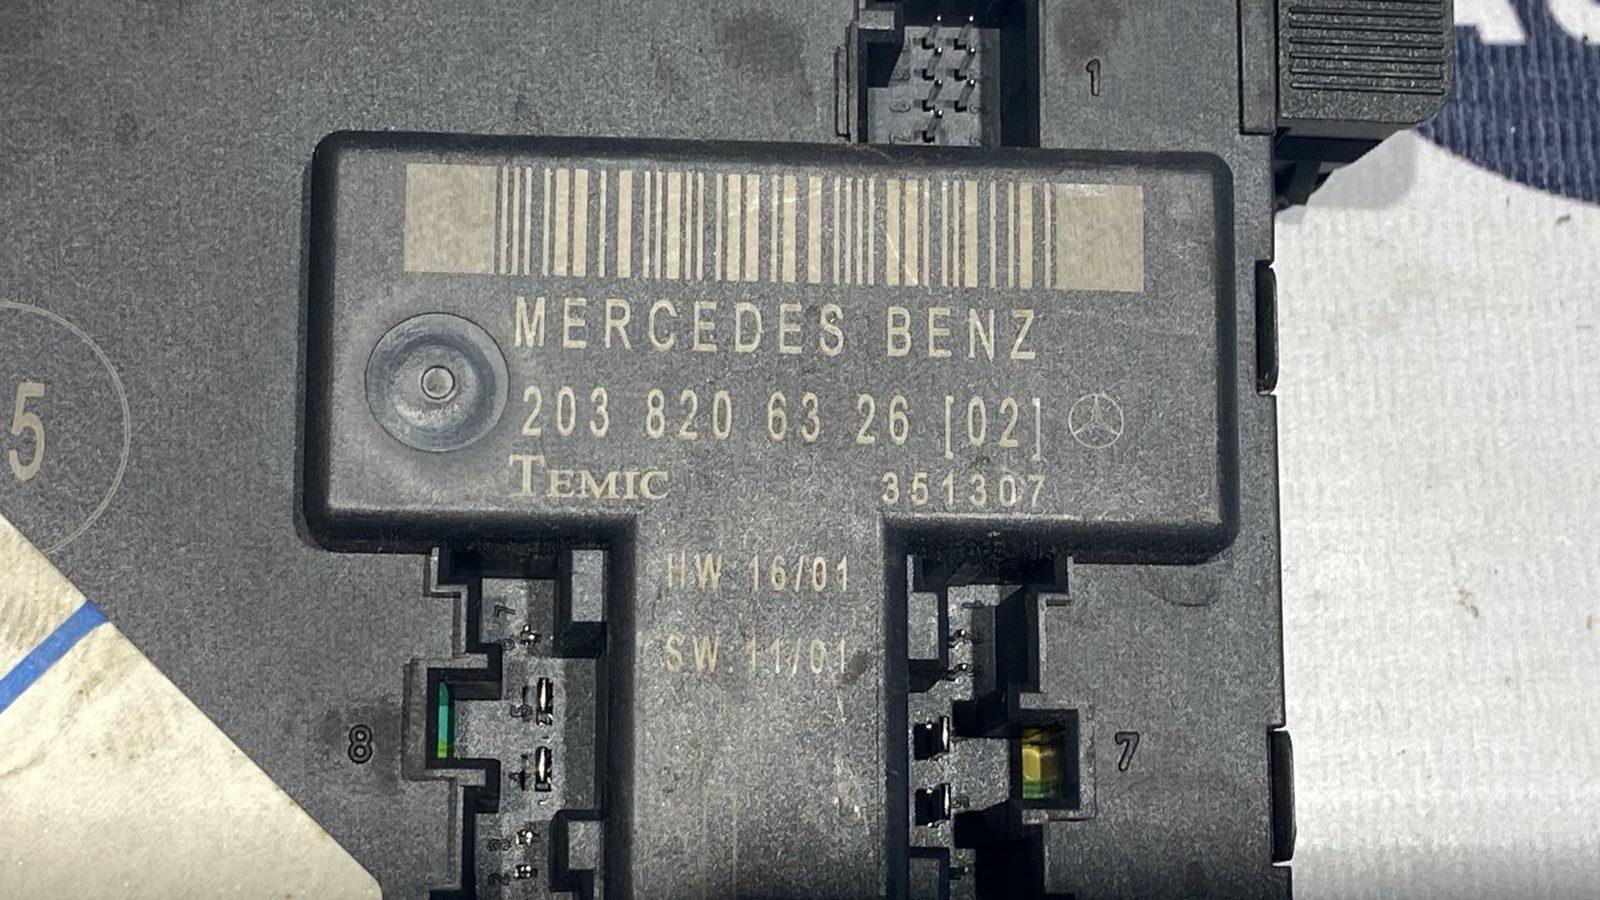 1
MERCEDES BENZ
203 820 63 26 [02]
5
TEMIC 351307
HW 16/01
SW 11/01
8
7